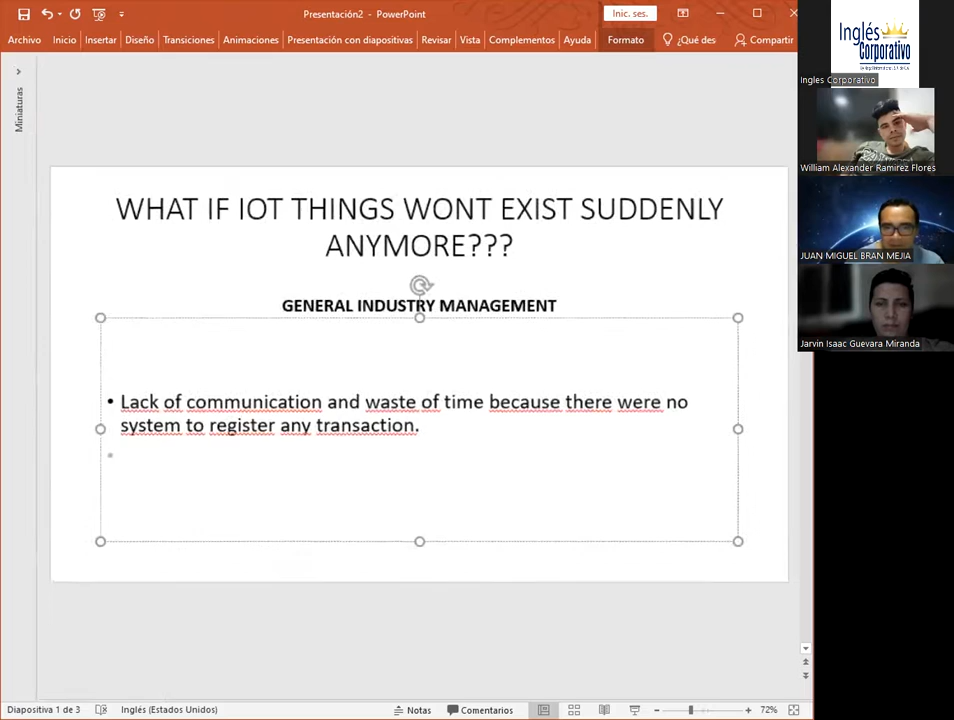 Presentación2 - PowerPoint
Inic. ses.
Archivo Inicio Insertar Diseño Transiciones Animaciones Presentación con diapositivas Revisar Vista Complementos Ayuda Formato ¿Qué des Compartir
Miniaturas
WHAT IF IOT THINGS WONT EXIST SUDDENLY
ANYMORE???
GENERAL INDUSTRY MANAGEMENT
• Lack of communication and waste of time because there were no
system to register any transaction.
Diapositiva 1 de 3 Inglés (Estados Unidos) Notas Comentarios 72%
Inglés
Corporativo
Ingles Corporativo
William Alexander Ramirez Flores
JUAN MIGUEL BRAN MEJIA
Jarvin Isaac Guevara Miranda